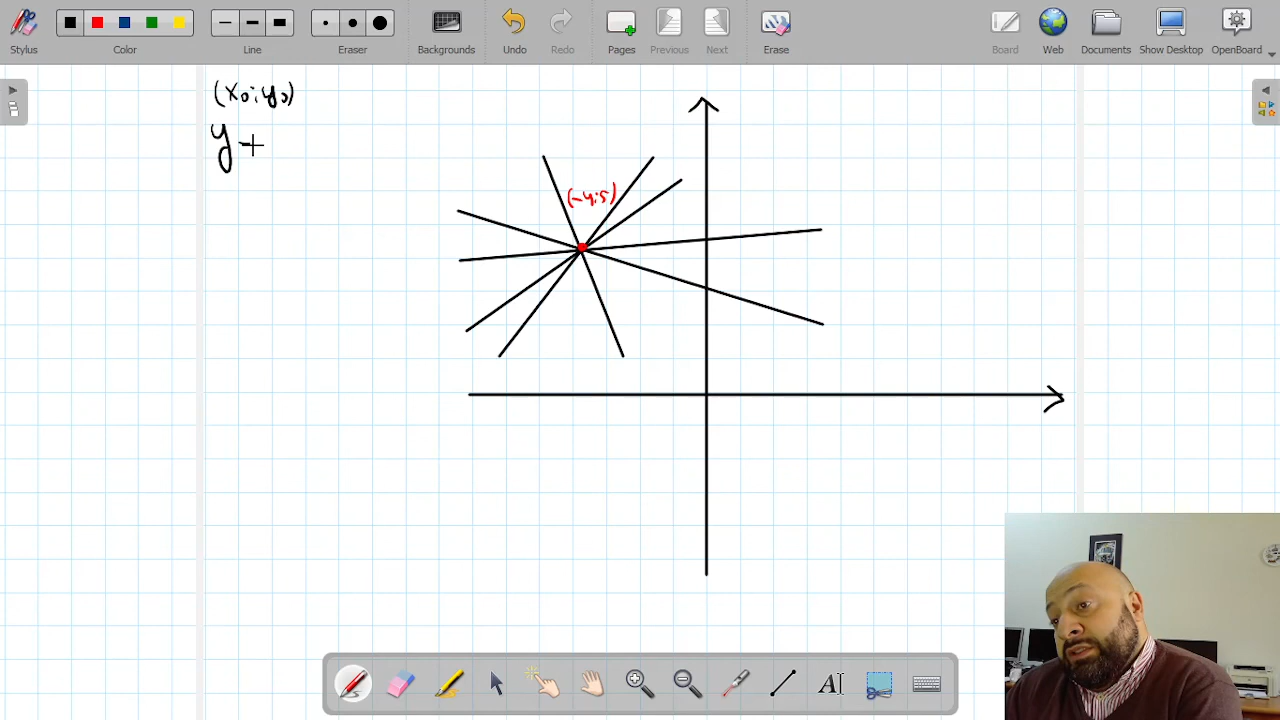 Stylus
Color
Line
Eraser
Backgrounds
Undo
Redo
Pages
Previous
Next
Erase
Board
Web
Documents
Show Desktop
OpenBoard
(x₀;y₀)
y
(-4;5)